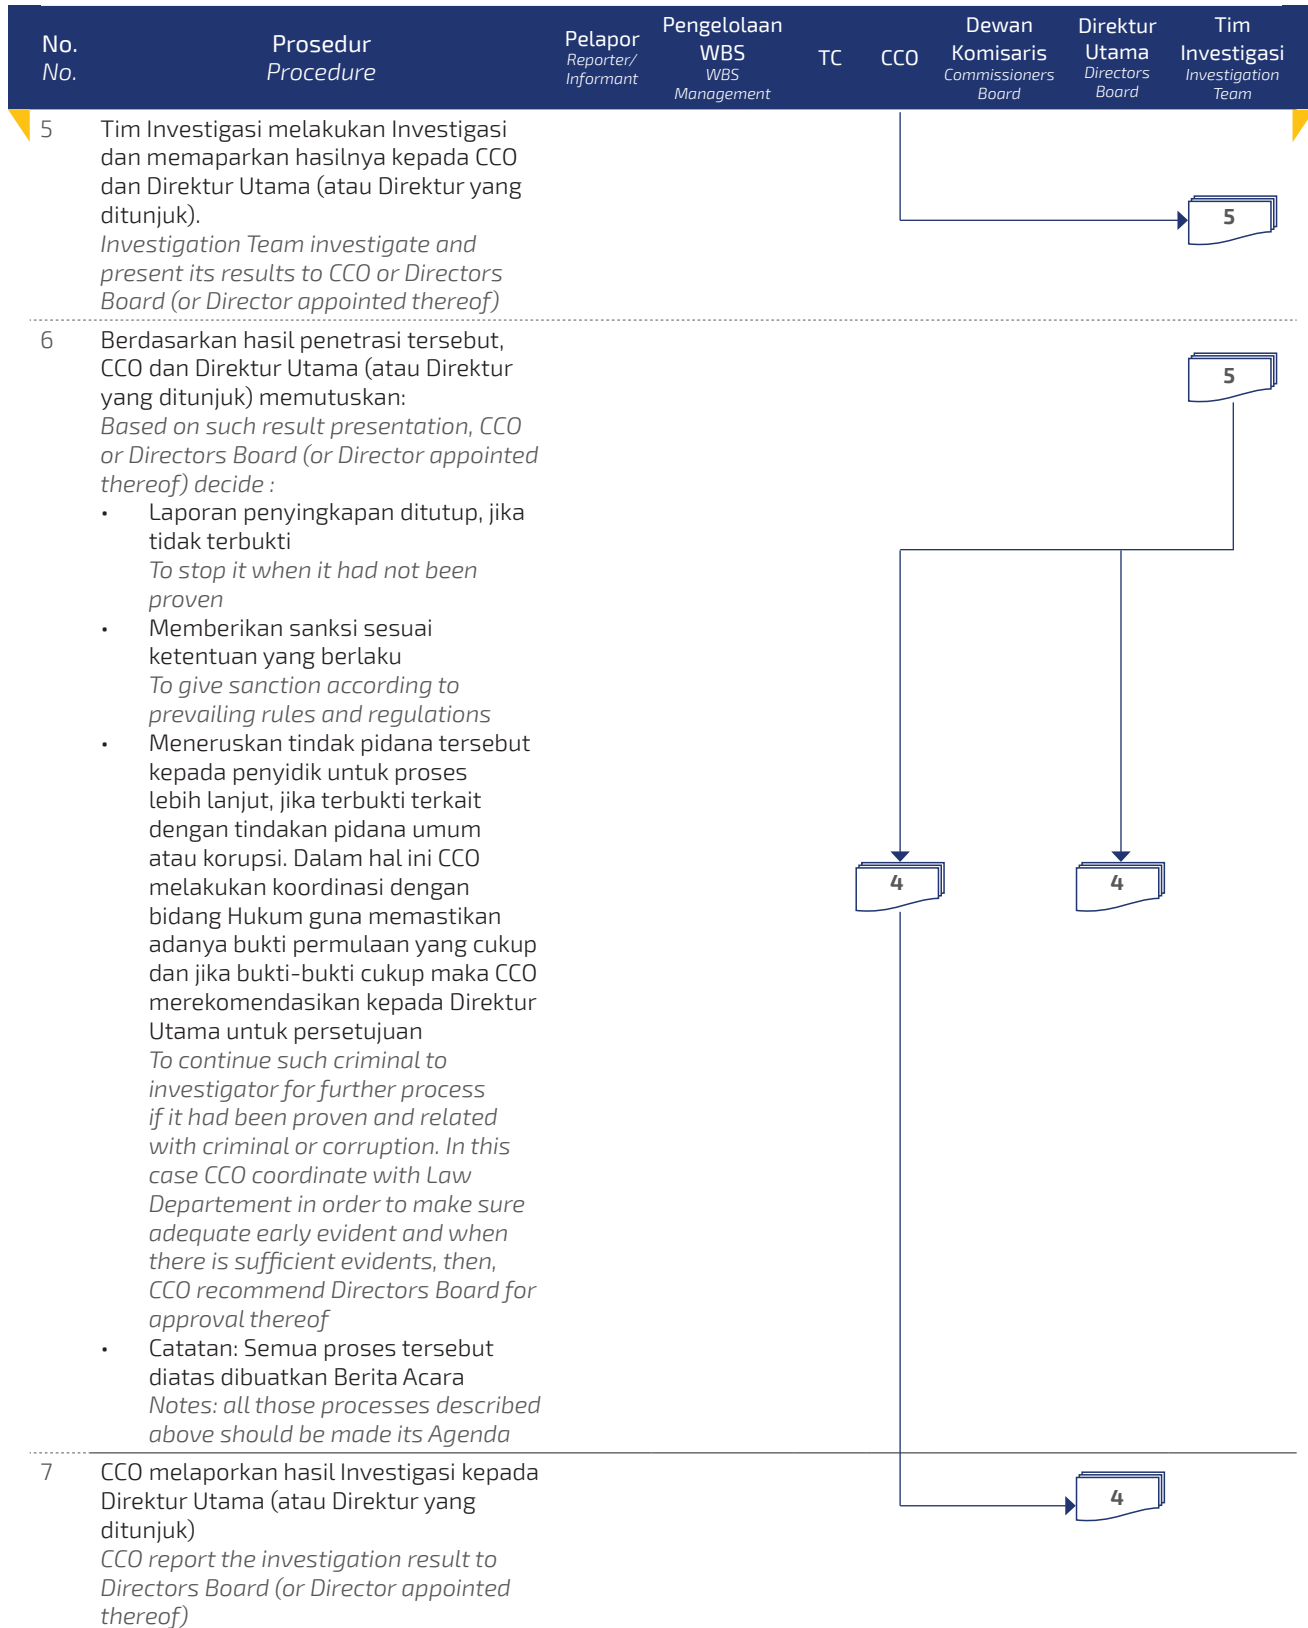 No.
No.
Prosedur
Procedure
Pelapor
Reporter/
Informant
Pengelolaan
WBS
WBS
Management
TC
CCO
Dewan
Komisaris
Commissioners
Board
Direktur
Utama
Directors
Board
Tim
Investigasi
Investigation
Team
5
Tim Investigasi melakukan Investigasi
dan memaparkan hasilnya kepada CCO
dan Direktur Utama (atau Direktur yang
ditunjuk).
Investigation Team investigate and
present its results to CCO or Directors
Board (or Director appointed thereof)
5
6
Berdasarkan hasil penetrasi tersebut,
CCO dan Direktur Utama (atau Direktur
yang ditunjuk) memutuskan:
Based on such result presentation, CCO
or Directors Board (or Director appointed
thereof) decide :
• Laporan penyingkapan ditutup, jika
tidak terbukti
To stop it when it had not been
proven
• Memberikan sanksi sesuai
ketentuan yang berlaku
To give sanction according to
prevailing rules and regulations
• Meneruskan tindak pidana tersebut
kepada penyidik untuk proses
lebih lanjut, jika terbukti terkait
dengan tindakan pidana umum
atau korupsi. Dalam hal ini CCO
melakukan koordinasi dengan
bidang Hukum guna memastikan
adanya bukti permulaan yang cukup
dan jika bukti-bukti cukup maka CCO
merekomendasikan kepada Direktur
Utama untuk persetujuan
To continue such criminal to
investigator for further process
if it had been proven and related
with criminal or corruption. In this
case CCO coordinate with Law
Departement in order to make sure
adequate early evident and when
there is sufficient evidents, then,
CCO recommend Directors Board for
approval thereof
• Catatan: Semua proses tersebut
diatas dibuatkan Berita Acara
Notes: all those processes described
above should be made its Agenda
5
4
4
7
CCO melaporkan hasil Investigasi kepada
Direktur Utama (atau Direktur yang
ditunjuk)
CCO report the investigation result to
Directors Board (or Director appointed
thereof)
4